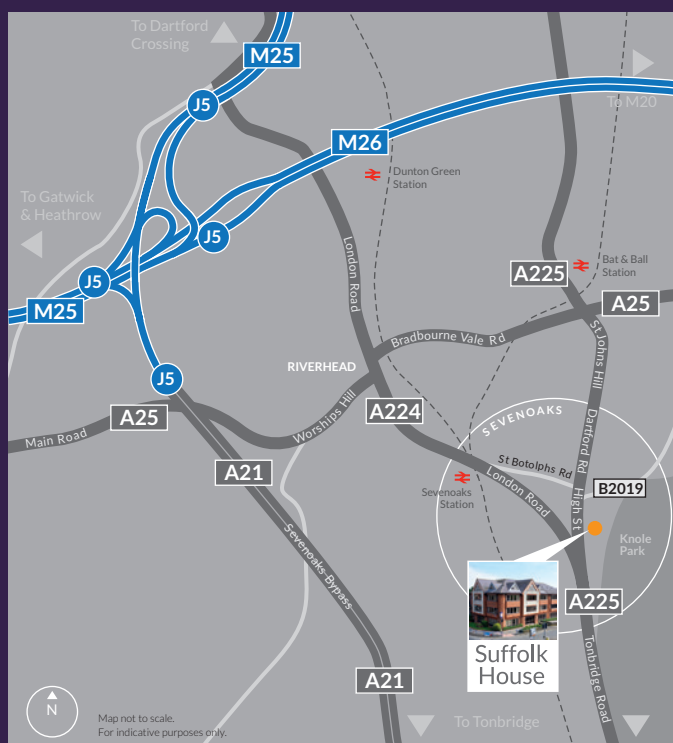 To Dartford
Crossing
M25
J5
To M20
M26
Dunton Green
Station
To Gatwick
& Heathrow
J5
London Road
Bat & Ball
Station
A225
J5
M25
A25
Bradbourne Vale Rd
St Johns Hill
RIVERHEAD
J5
A25
Main Road
Worships Hill
A224
SEVENOAKS
Dartford Rd
A21
St Botolphs Rd
Sevenoaks
Station
London Road
High St
B2019
Knole
Park
Sevenoaks Bypass
A225
Suffolk
House
Tonbridge Road
A21
N
Map not to scale.
For indicative purposes only.
To Tonbridge